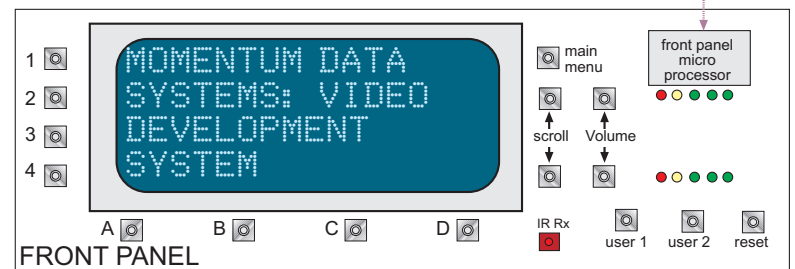 MOMENTUM DATA
SYSTEMS: VIDEO
DEVELOPMENT
SYSTEM
1
2
3
4
A
B
C
D
main
menu
scroll
Volume
front panel
micro
processor
IR Rx
user 1
user 2
reset
FRONT PANEL